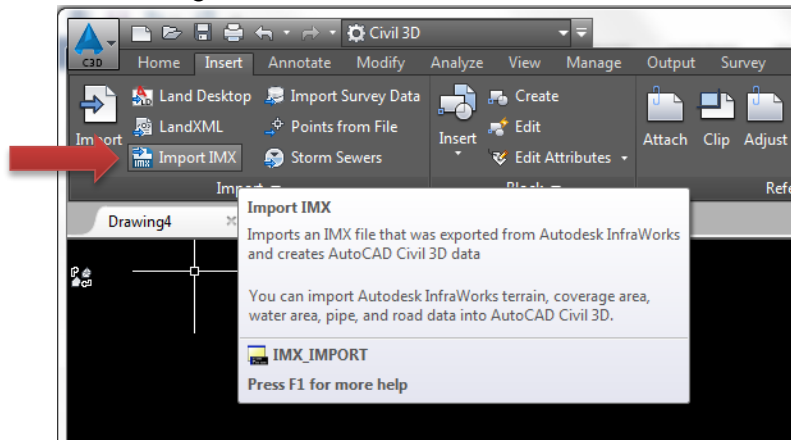 Civil 3D
C3D
Home Insert Annotate Modify Analyze View Manage Output Survey
Land Desktop
Import Survey Data
Create
LandXML
Points from File
Edit
Import
Insert
Attach Clip Adjust
Import IMX
Storm Sewers
Edit Attributes
Drawing4
Import IMX
Imports an IMX file that was exported from Autodesk InfraWorks
and creates AutoCAD Civil 3D data
You can import Autodesk InfraWorks terrain, coverage area,
water area, pipe, and road data into AutoCAD Civil 3D.
IMX_IMPORT
Press F1 for more help